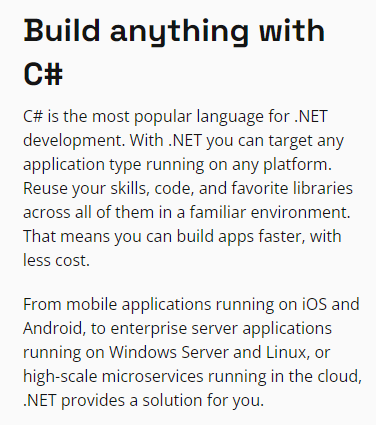 Build anything with
C#
C# is the most popular language for .NET
development. With .NET you can target any
application type running on any platform.
Reuse your skills, code, and favorite libraries
across all of them in a familiar environment.
That means you can build apps faster, with
less cost.
From mobile applications running on iOS and
Android, to enterprise server applications
running on Windows Server and Linux, or
high-scale microservices running in the cloud,
.NET provides a solution for you.